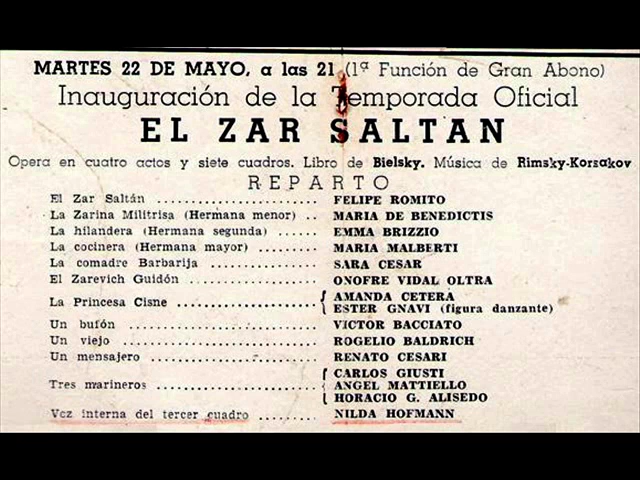 MARTES 22 DE MAYO, a las 21 (1ª Función de Gran Abono)
Inauguración de la Temporada Oficial
EL ZAR SALTAN
Opera en cuatro actos y siete cuadros. Libro de Bielsky. Música de Rimsky-Korsakov
REPARTO
El Zar Saltán .......................... FELIPE ROMITO
La Zarina Militrisa (Hermana menor) .. MARIA DE BENEDICTIS
La hilandera (Hermana segunda) ...... EMMA BRIZZIO
La cocinera (Hermana mayor) ......... MARIA MALBERTI
La comadre Barbarija ................. SARA CESAR
El Zarevich Guidón .................... ONOFRE VIDAL OLTRA
La Princesa Cisne ..................... { AMANDA CETERA
ESTER GNAVI (figura danzante)
Un bufón ............................. VICTOR BACCIATO
Un viejo .............................. ROGELIO BALDRICH
Un mensajero ......................... RENATO CESARI
Tres marineros ........................ { CARLOS GIUSTI
ANGEL MATTIELLO
HORACIO G. ALISEDO
Voz interna del tercer cuadro ......... NILDA HOFMANN